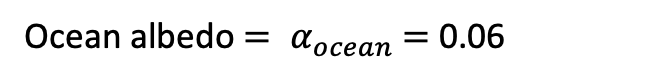 Ocean albedo = α_ocean = 0.06